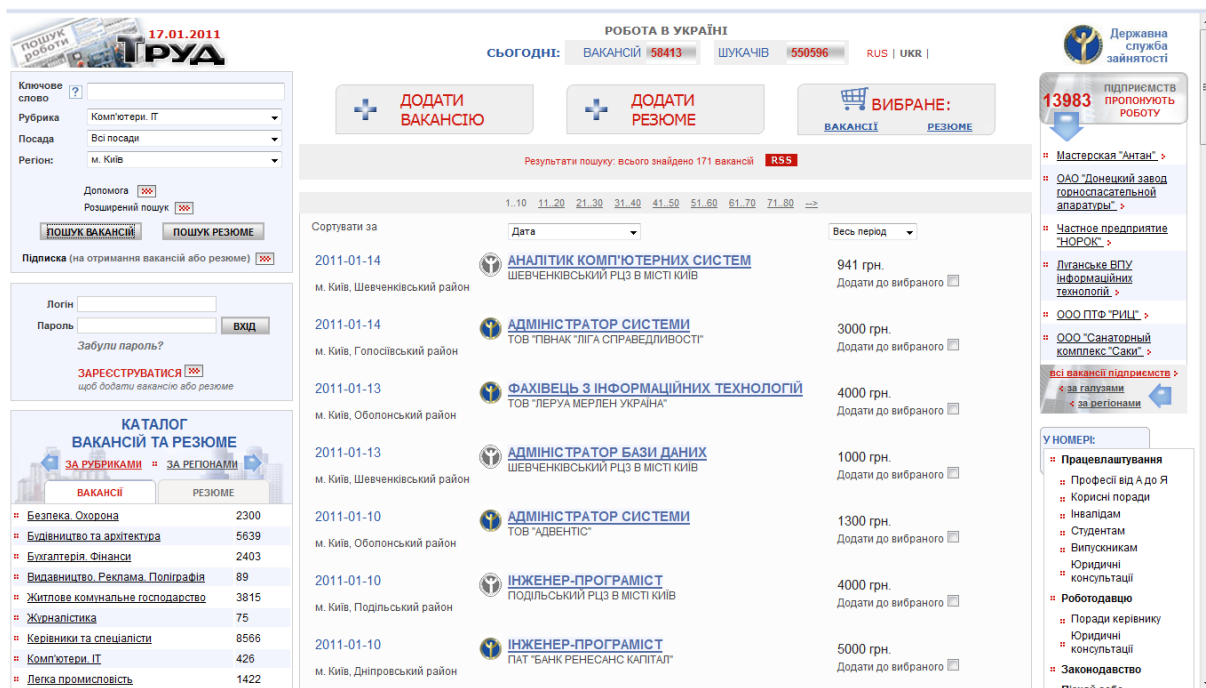 пошук
роботи
17.01.2011
Труд
РОБОТА В УКРАЇНІ
СЬОГОДНІ: ВАКАНСІЙ 58413 ШУКАЧІВ 550596 RUS | UKR |
Державна
служба
зайнятості
Ключове
слово ?
Рубрика Комп'ютери. IT
Посада Всі посади
Регіон: м. Київ
Допомога
Розширений пошук
ПОШУК ВАКАНСІЙ ПОШУК РЕЗЮМЕ
Підписка (на отримання вакансій або резюме)
Логін
Пароль ВХІД
Забули пароль?
ЗАРЕЄСТРУВАТИСЯ
щоб додати вакансію або резюме
КАТАЛОГ
ВАКАНСІЙ ТА РЕЗЮМЕ
ЗА РУБРИКАМИ ЗА РЕГІОНАМИ
ВАКАНСІЇ РЕЗЮМЕ
Безпека. Охорона 2300
Будівництво та архітектура 5639
Бухгалтерія. Фінанси 2403
Видавництво. Реклама. Поліграфія 89
Житлове комунальне господарство 3815
Журналістика 75
Керівники та спеціалісти 8566
Комп'ютери. IT 426
Легка промисловість 1422
ДОДАТИ
ВАКАНСІЮ
ДОДАТИ
РЕЗЮМЕ
ВИБРАНЕ:
ВАКАНСІЇ РЕЗЮМЕ
Результати пошуку: всього знайдено 171 вакансій RSS
1..10 11..20 21..30 31..40 41..50 51..60 61..70 71..80 -->
Сортувати за Дата Весь період
2011-01-14 АНАЛІТИК КОМП'ЮТЕРНИХ СИСТЕМ 941 грн.
м. Київ, Шевченківський район ШЕВЧЕНКІВСЬКИЙ РЦЗ В МІСТІ КИЇВ Додати до вибраного
2011-01-14 АДМІНІСТРАТОР СИСТЕМИ 3000 грн.
м. Київ, Голосіївський район ТОВ "ПВНАК "ЛІГА СПРАВЕДЛИВОСТІ" Додати до вибраного
2011-01-13 ФАХІВЕЦЬ З ІНФОРМАЦІЙНИХ ТЕХНОЛОГІЙ 4000 грн.
м. Київ, Оболонський район ТОВ "ЛЕРУА МЕРЛЕН УКРАЇНА" Додати до вибраного
2011-01-13 АДМІНІСТРАТОР БАЗИ ДАНИХ 1000 грн.
м. Київ, Шевченківський район ШЕВЧЕНКІВСЬКИЙ РЦЗ В МІСТІ КИЇВ Додати до вибраного
2011-01-10 АДМІНІСТРАТОР СИСТЕМИ 1300 грн.
м. Київ, Оболонський район ТОВ "АДВЕНТІС" Додати до вибраного
2011-01-10 ІНЖЕНЕР-ПРОГРАМІСТ 4000 грн.
м. Київ, Подільський район ПОДІЛЬСЬКИЙ РЦЗ В МІСТІ КИЇВ Додати до вибраного
2011-01-10 ІНЖЕНЕР-ПРОГРАМІСТ 5000 грн.
м. Київ, Дніпровський район ПАТ "БАНК РЕНЕСАНС КАПІТАЛ" Додати до вибраного
13983 ПІДПРИЄМСТВ
ПРОПОНУЮТЬ
РОБОТУ
Мастерская "Антан"
ОАО "Донецкий завод
горноспасательной
апаратуры"
Частное предприятие
"НОРОК"
Луганське ВПУ
інформаційних
технологій
ООО ПТФ "РИЦ"
ООО "Санаторный
комплекс "Саки"
всі вакансії підприємств
за галузями
за регіонами
У НОМЕРІ:
Працевлаштування
Професії від А до Я
Корисні поради
Інвалідам
Студентам
Випускникам
Юридичні
консультації
Роботодавцю
Поради керівнику
Юридичні
консультації
Законодавство